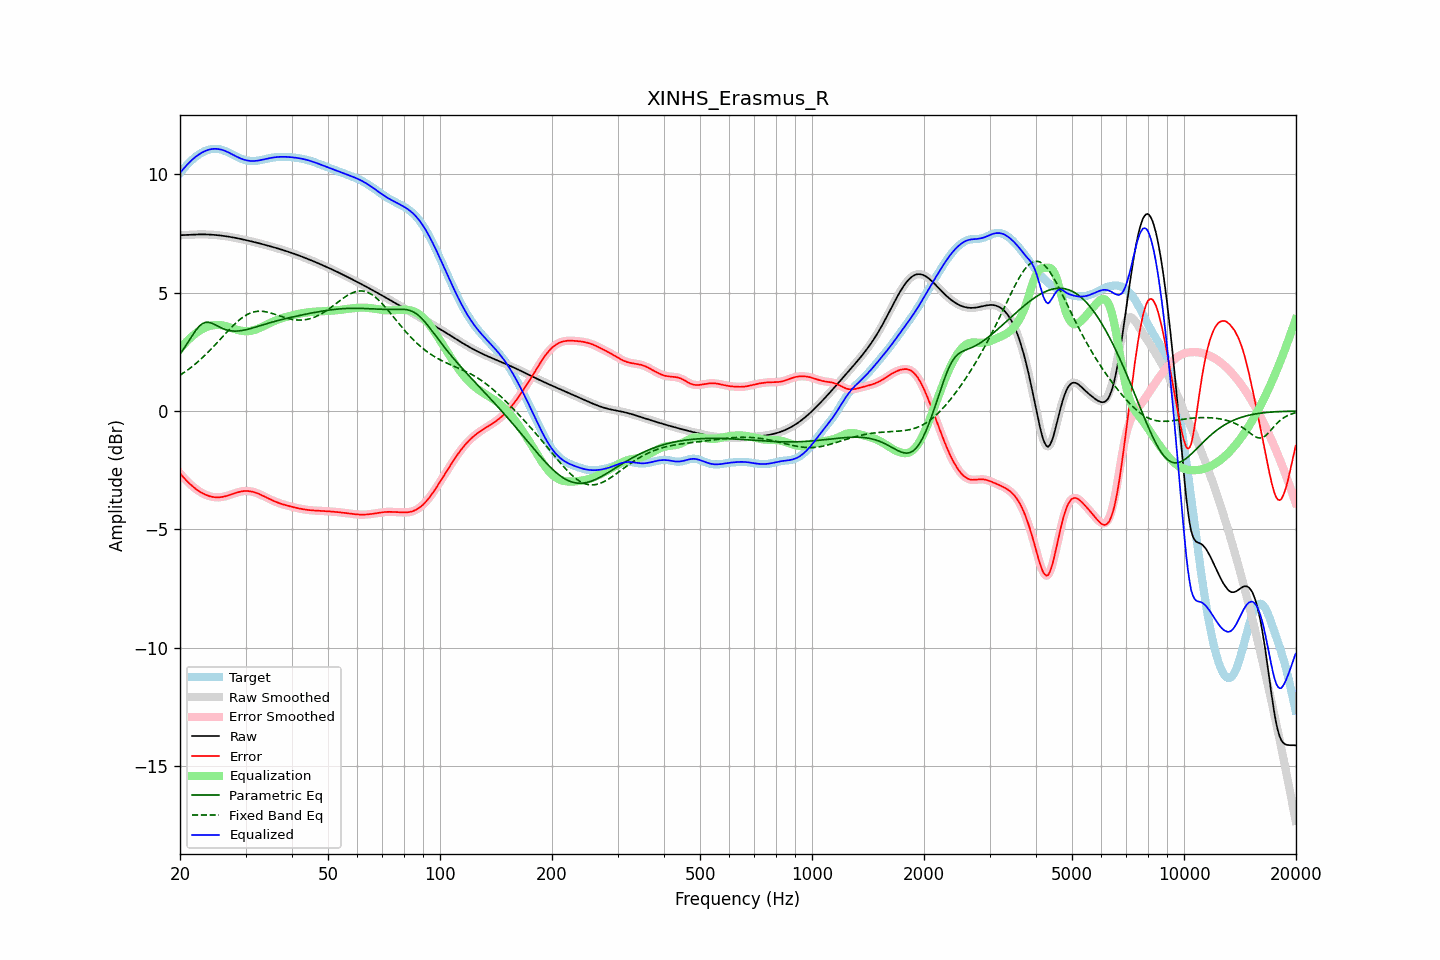 XINHS_Erasmus_R
Amplitude (dBr)
10
5
0
−5
−10
−15
Target
Raw Smoothed
Error Smoothed
Raw
Error
Equalization
Parametric Eq
Fixed Band Eq
Equalized
20 50 100 200 500 1000 2000 5000 10000 20000
Frequency (Hz)